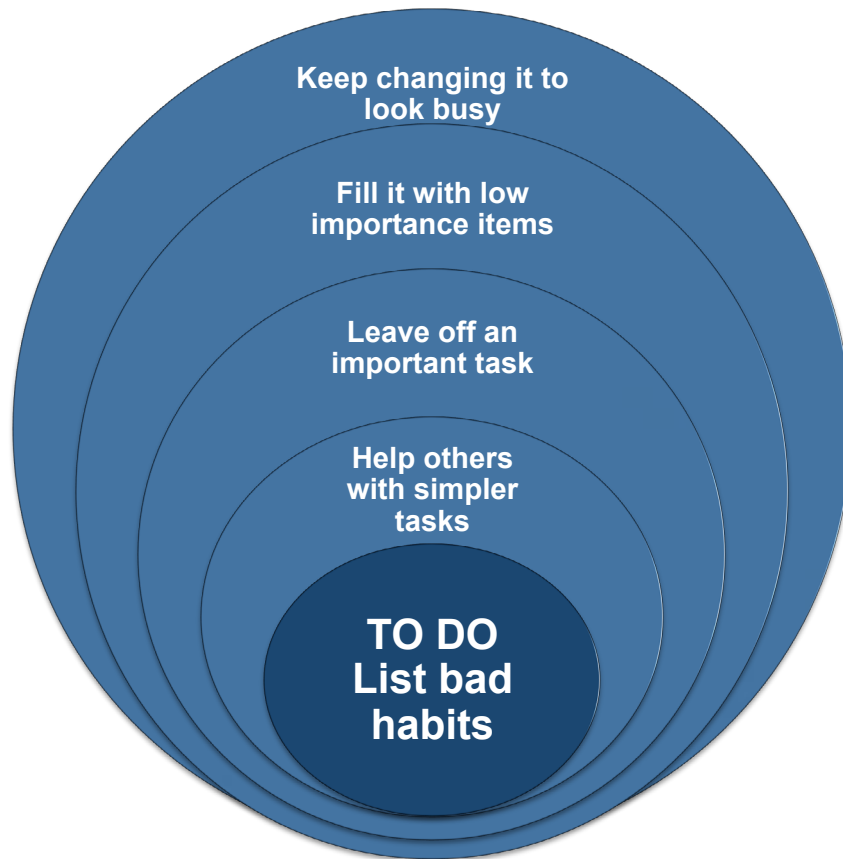 Keep changing it to
look busy
Fill it with low
importance items
Leave off an
important task
Help others
with simpler
tasks
TO DO
List bad
habits